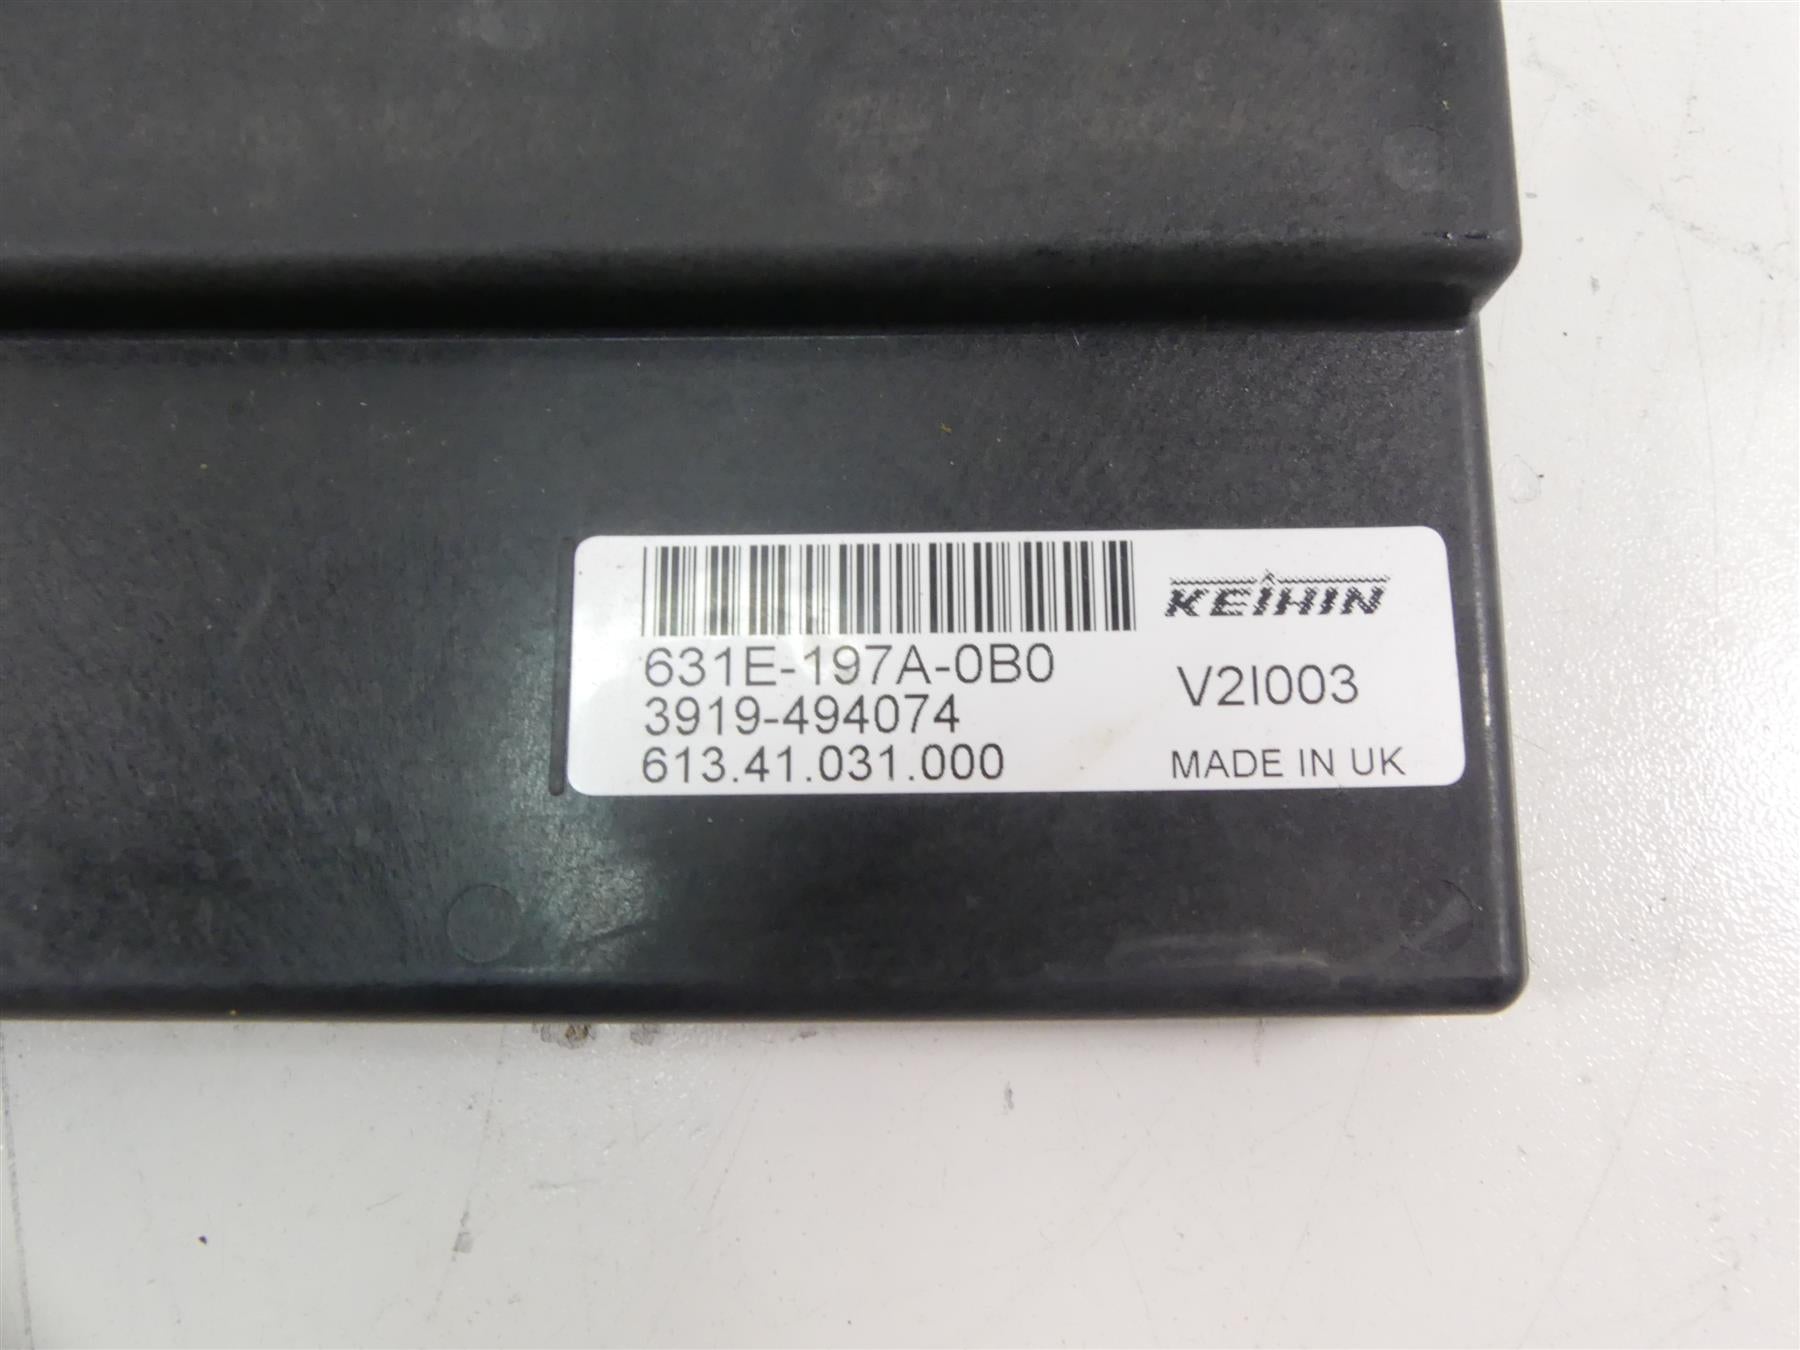 KEIHIN
631E-197A-0B0
V2I003
3919-494074
613.41.031.000
MADE IN UK